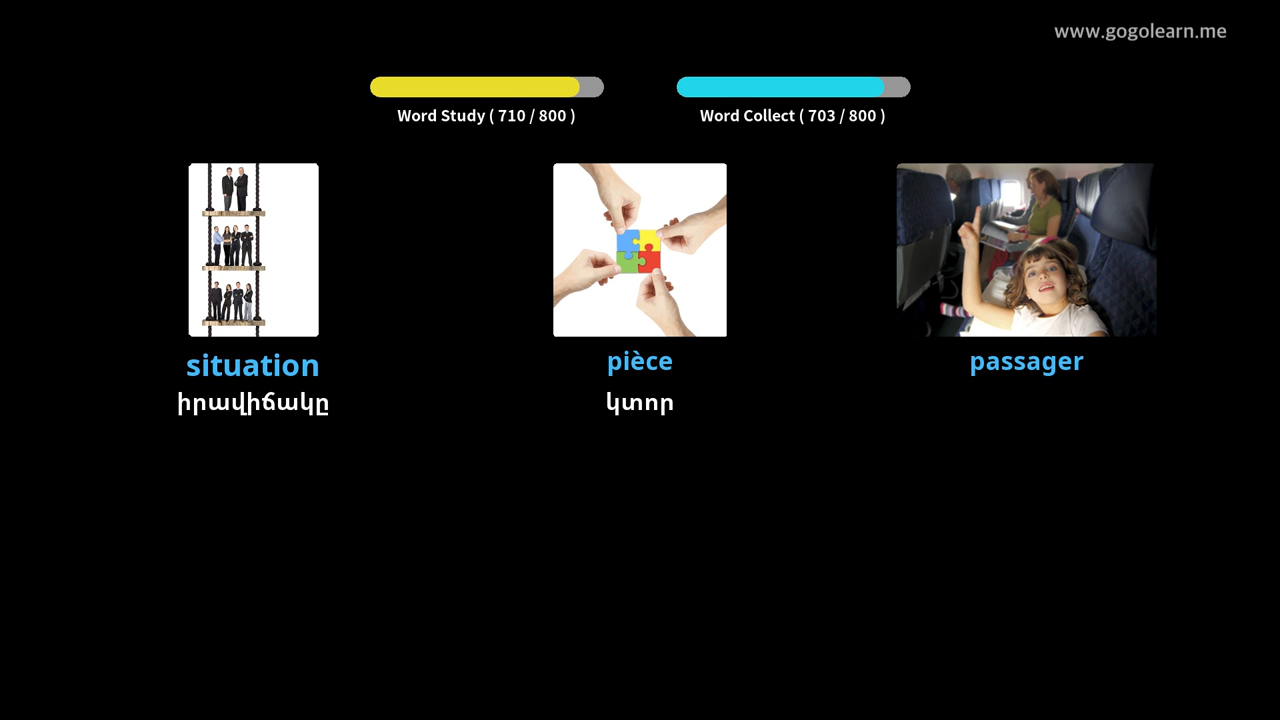 www.gogolearn.me
Word Study ( 710 / 800 )
Word Collect ( 703 / 800 )
situation
pièce
passager
իրավիճակը
կտոր